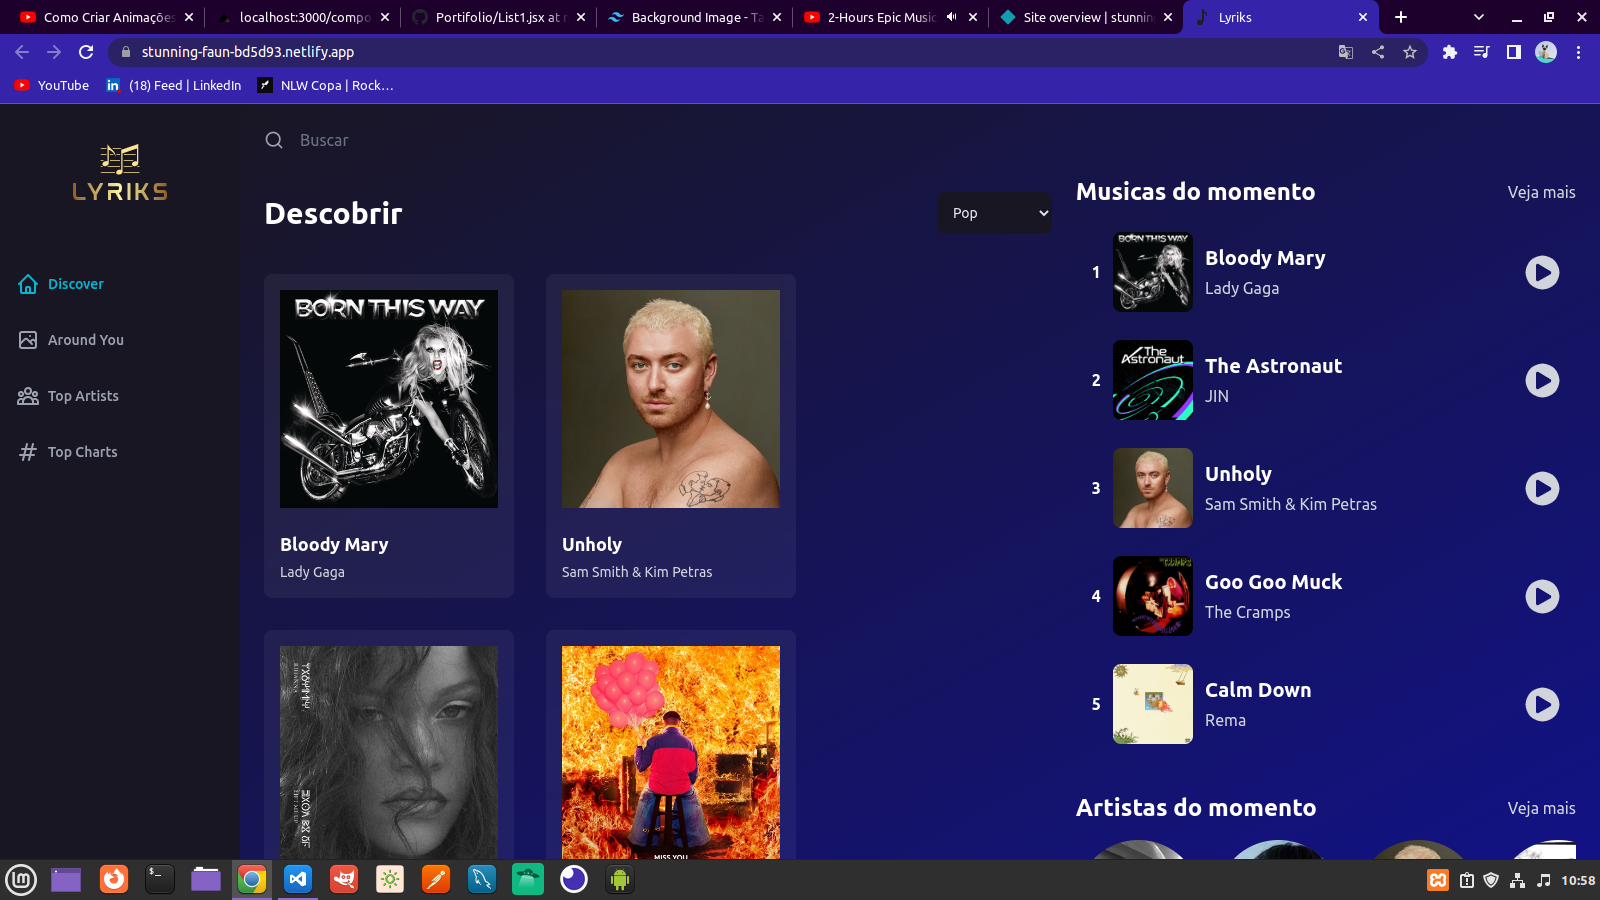 Como Criar Animações
localhost:3000/compo
Portifolio/List1.jsx at
Background Image - Ta
2-Hours Epic Music
Site overview | stunnin
Lyriks
stunning-faun-bd5d93.netlify.app
YouTube
(18) Feed | LinkedIn
NLW Copa | Rock…
LYRIKS
Discover
Around You
Top Artists
Top Charts
Buscar
Descobrir
Pop
BORN THIS WAY
Bloody Mary
Lady Gaga
Unholy
Sam Smith & Kim Petras
MISS YOU
Musicas do momento
Veja mais
1
BORN THIS WAY
Bloody Mary
Lady Gaga
2
The Astronaut
The Astronaut
JIN
3
Unholy
Sam Smith & Kim Petras
4
CRAMPS
Goo Goo Muck
The Cramps
5
Calm Down
Rema
Artistas do momento
Veja mais
10:58